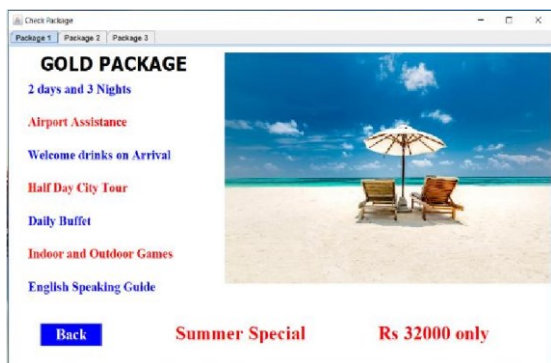 Check Package
Package 1 Package 2 Package 3
GOLD PACKAGE
2 days and 3 Nights
Airport Assistance
Welcome drinks on Arrival
Half Day City Tour
Daily Buffet
Indoor and Outdoor Games
English Speaking Guide
Back Summer Special Rs 32000 only